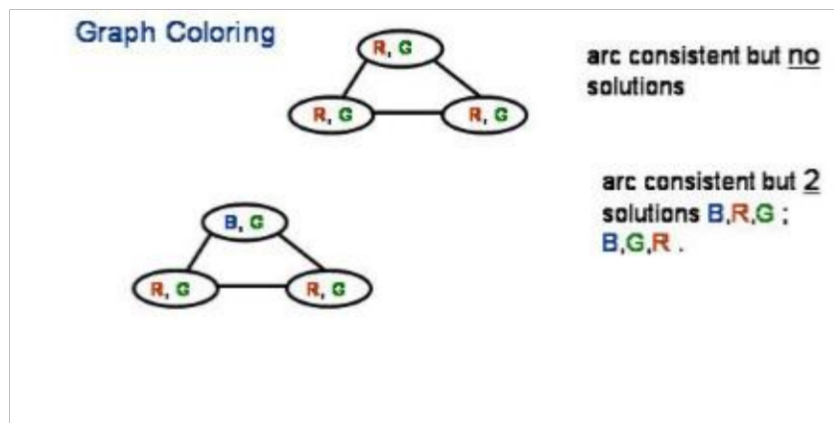 Graph Coloring
R, G
R, G
R, G
arc consistent but no
solutions
B, G
R, G
R, G
arc consistent but 2
solutions B,R,G ;
B,G,R .